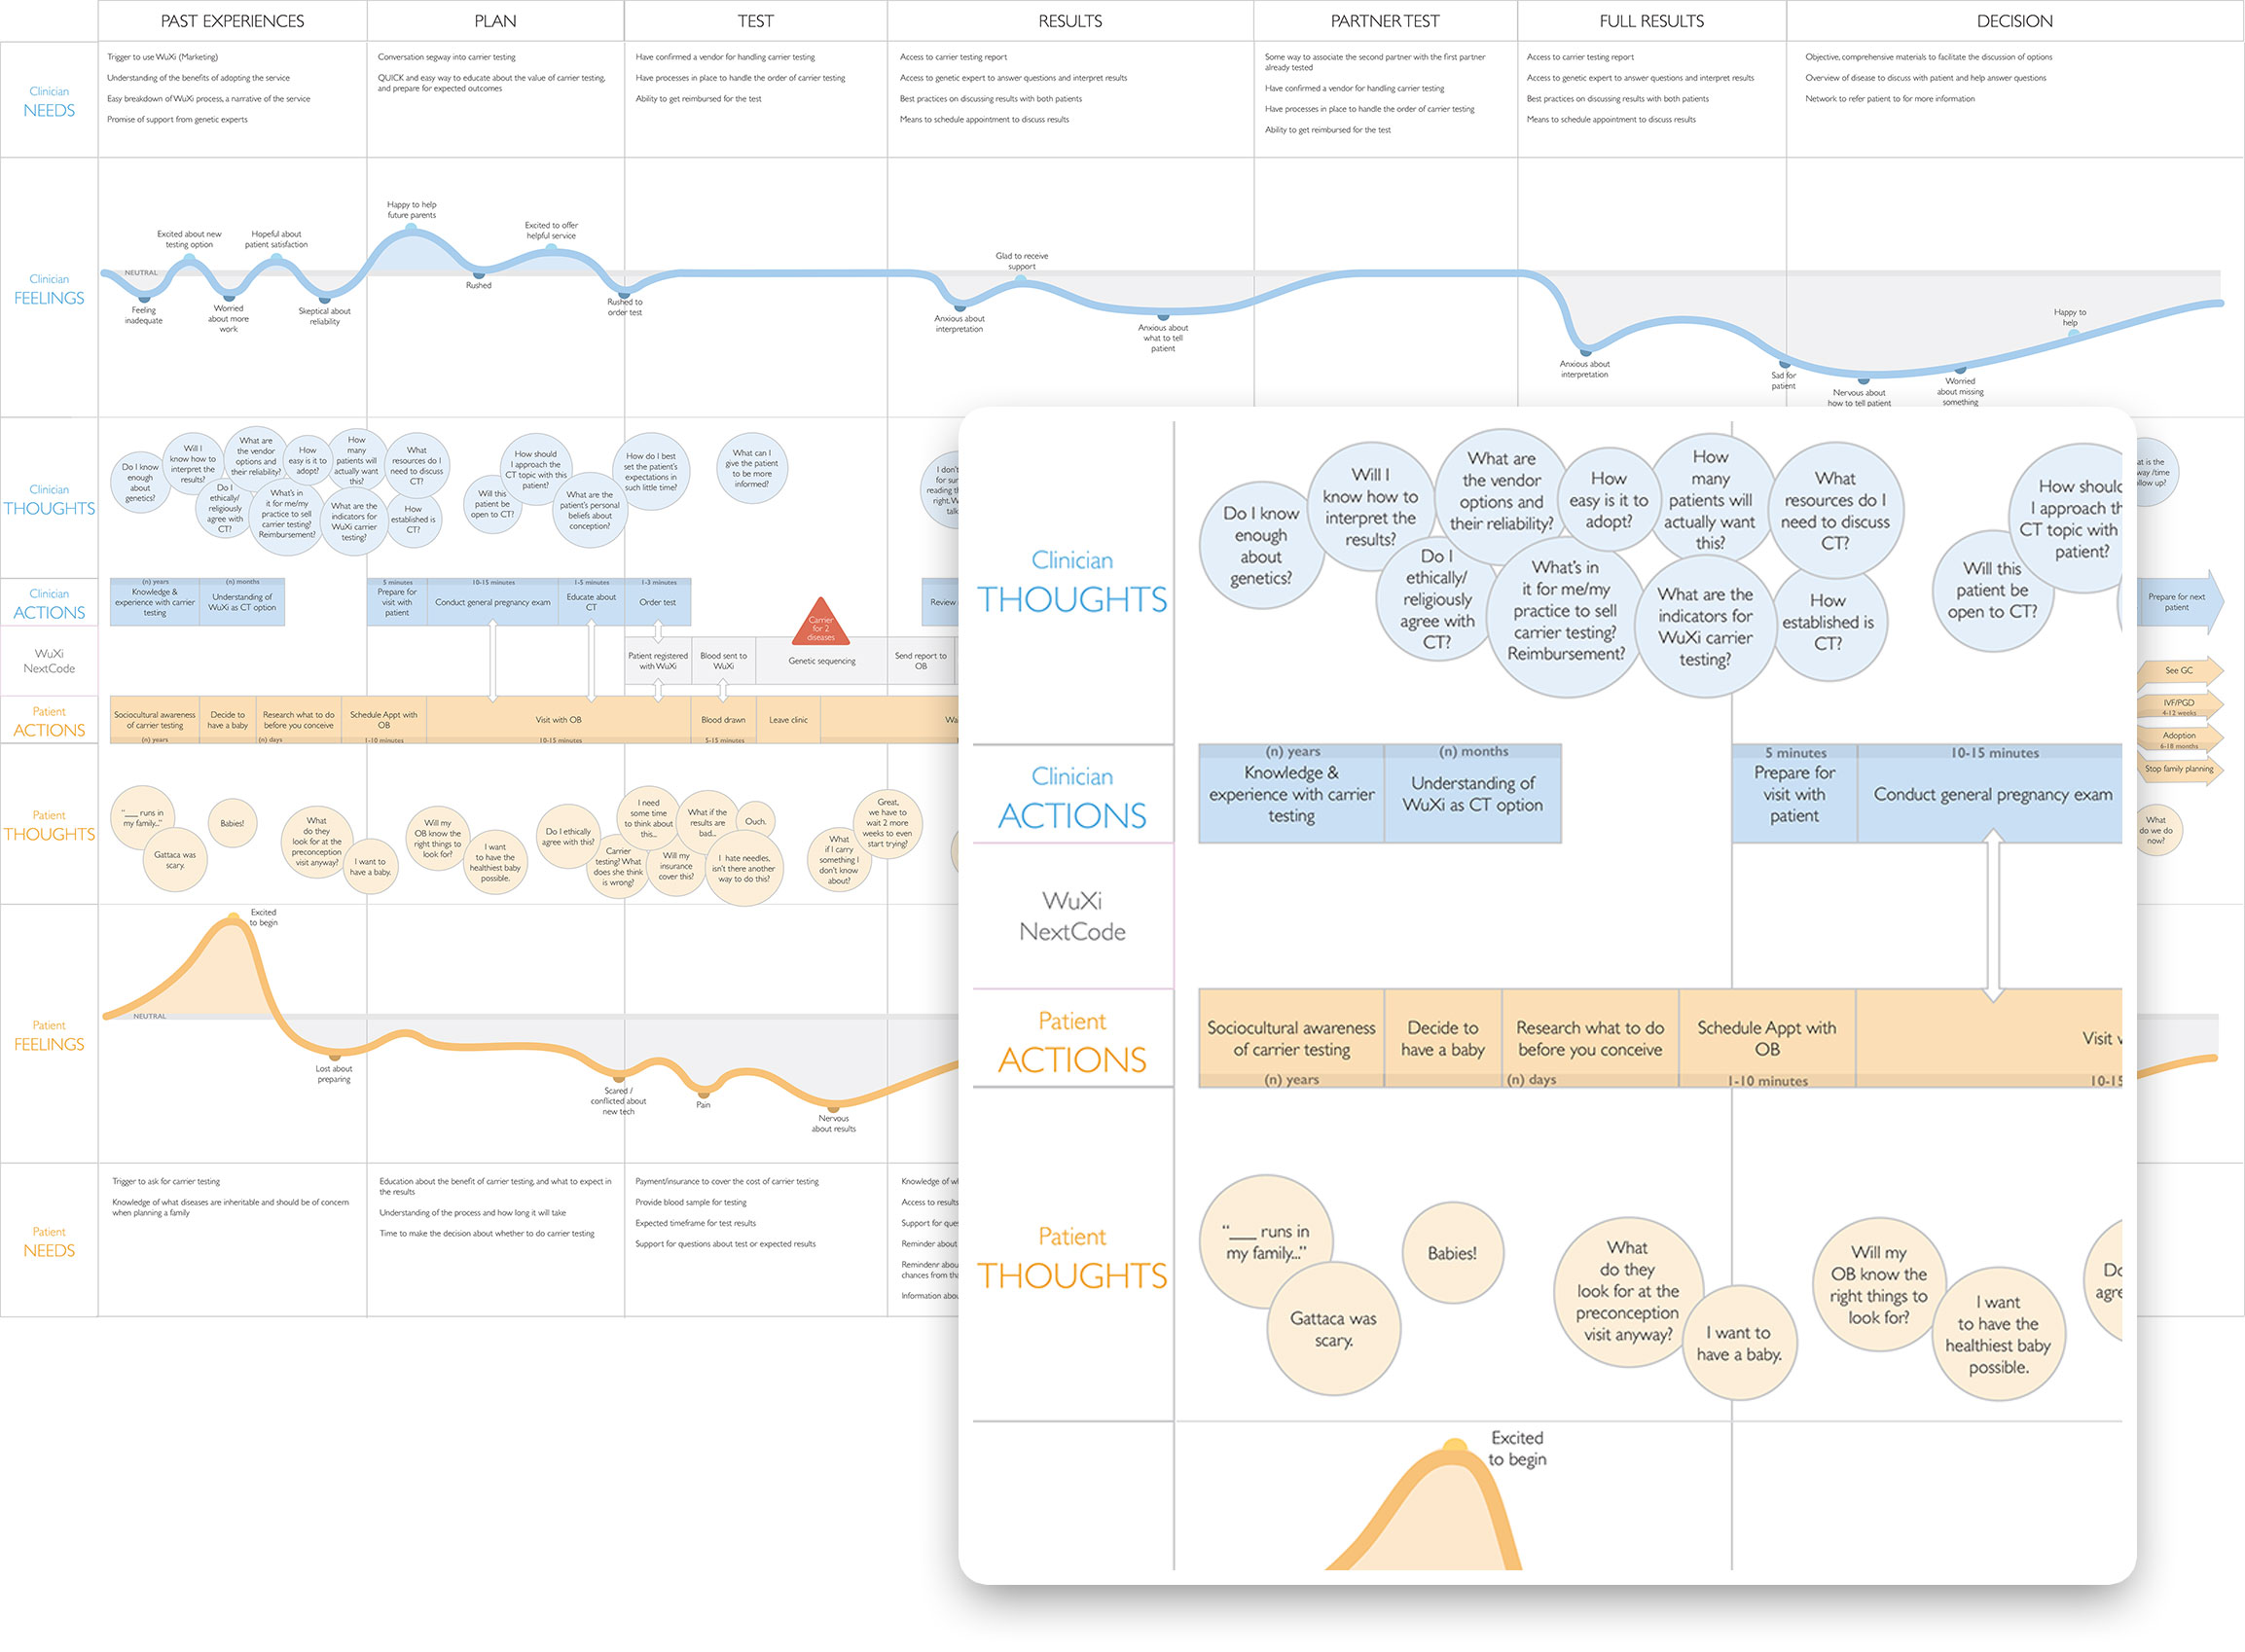 PAST EXPERIENCES
PLAN
TEST
RESULTS
PARTNER TEST
FULL RESULTS
DECISION
Clinician
NEEDS
Trigger to use WuXi (Marketing)
Understanding of the benefits of adopting the service
Easy breakdown of WuXi process, a narrative of the service
Promise of support from genetic experts
Conversation segway into carrier testing
QUICK and easy way to educate about the value of carrier testing,
and prepare for expected outcomes
Have confirmed a vendor for handling carrier testing
Have processes in place to handle the order of carrier testing
Ability to get reimbursed for the test
Access to carrier testing report
Access to genetic expert to answer questions and interpret results
Best practices on discussing results with both patients
Means to schedule appointment to discuss results
Some way to associate the second partner with the first partner
already tested
Have confirmed a vendor for handling carrier testing
Have processes in place to handle the order of carrier testing
Ability to get reimbursed for the test
Access to carrier testing report
Access to genetic expert to answer questions and interpret results
Best practices on discussing results with both patients
Means to schedule appointment to discuss results
Objective, comprehensive materials to facilitate the discussion of options
Overview of disease to discuss with patient and help answer questions
Network to refer patient to for more information
Clinician
FEELINGS
NEUTRAL
Feeling
inadequate
Excited about new
testing option
Worried
about more
work
Hopeful about
patient satisfaction
Skeptical about
reliability
Happy to help
future parents
Rushed
Excited to offer
helpful service
Rushed to
order test
Anxious about
interpretation
Glad to receive
support
Anxious about
what to tell
patient
Anxious about
interpretation
Sad for
patient
Nervous about
how to tell patient
Worried
about missing
something
Happy to
help
Clinician
THOUGHTS
Do I know
enough
about
genetics?
Will I
know how to
interpret the
results?
Do I
ethically/
religiously
agree with
CT?
What are
the vendor
options and
their reliability?
What's in
it for me/my
practice to sell
carrier testing?
Reimbursement?
How
easy is it to
adopt?
How
many
patients will
actually want
this?
What are the
indicators for
WuXi carrier
testing?
What
resources do I
need to discuss
CT?
How
established is
CT?
Will this
patient be
open to CT?
How should
I approach the
CT topic with this
patient?
What are the
patient's personal
beliefs about
conception?
How do I best
set the patient's
expectations in
such little time?
What can I
give the patient
to be more
informed?
I don't
for sur
reading th
right. W
talk
at is the
way /time
ollow up?
Clinician
ACTIONS
(n) years
Knowledge &
experience with carrier
testing
(n) months
Understanding of
WuXi as CT option
5 minutes
Prepare for
visit with
patient
10-15 minutes
Conduct general pregnancy exam
1-5 minutes
Educate about
CT
1-3 minutes
Order test
Review
Prepare for next
patient
WuXi
NextCode
Patient registered
with WuXi
Blood sent to
WuXi
Carrier
for 2
diseases
Genetic sequencing
Send report to
OB
Patient
ACTIONS
Sociocultural awareness
of carrier testing
(n) years
Decide to
have a baby
Research what to do
before you conceive
(n) days
Schedule Appt with
OB
1-10 minutes
Visit with OB
10-15 minutes
Blood drawn
5-15 minutes
Leave clinic
Wa
See GC
IVF/PGD
4-12 weeks
Adoption
6-18 months
Stop family planning
Patient
THOUGHTS
"___ runs in
my family..."
Gattaca was
scary.
Babies!
What
do they
look for at the
preconception
visit anyway?
I want to
have a baby.
Will my
OB know the
right things to
look for?
I want
to have the
healthiest baby
possible.
Do I ethically
agree with this?
Carrier
testing? What
does she think
is wrong?
I need
some time
to think about
this...
Will my
insurance
cover this?
What if the
results are
bad...
Ouch.
I hate needles,
isn't there another
way to do this?
What
if I carry
something I
don't know
about?
Great,
we have to
wait 2 more
weeks to even
start trying?
What
do we do
now?
Patient
FEELINGS
NEUTRAL
Excited
to begin
Lost about
preparing
Scared /
conflicted about
new tech
Pain
Nervous
about results
Patient
NEEDS
Trigger to ask for carrier testing
Knowledge of what diseases are inheritable and should be of concern
when planning a family
Education about the benefit of carrier testing, and what to expect in
the results
Understanding of the process and how long it will take
Time to make the decision about whether to do carrier testing
Payment/insurance to cover the cost of carrier testing
Provide blood sample for testing
Expected timeframe for test results
Support for questions about test or expected results
Knowledge of wh
Access to results
Support for ques
Reminder about
Remindenr abou
chances from tha
Information abou
Clinician
THOUGHTS
Do I know
enough
about
genetics?
Will I
know how to
interpret the
results?
Do I
ethically/
religiously
agree with
CT?
What are
the vendor
options and
their reliability?
What's in
it for me/my
practice to sell
carrier testing?
Reimbursement?
How
easy is it to
adopt?
How
many
patients will
actually want
this?
What are the
indicators for
WuXi carrier
testing?
What
resources do I
need to discuss
CT?
How
established is
CT?
Will this
patient be
open to CT?
How should
I approach th
CT topic with
patient?
Clinician
ACTIONS
(n) years
Knowledge &
experience with carrier
testing
(n) months
Understanding of
WuXi as CT option
5 minutes
Prepare for
visit with
patient
10-15 minutes
Conduct general pregnancy exam
WuXi
NextCode
Patient
ACTIONS
Sociocultural awareness
of carrier testing
(n) years
Decide to
have a baby
Research what to do
before you conceive
(n) days
Schedule Appt with
OB
1-10 minutes
Visit
10-15
Patient
THOUGHTS
"___ runs in
my family..."
Gattaca was
scary.
Babies!
What
do they
look for at the
preconception
visit anyway?
I want to
have a baby.
Will my
OB know the
right things to
look for?
I want
to have the
healthiest baby
possible.
Do
agre
Excited
to begin